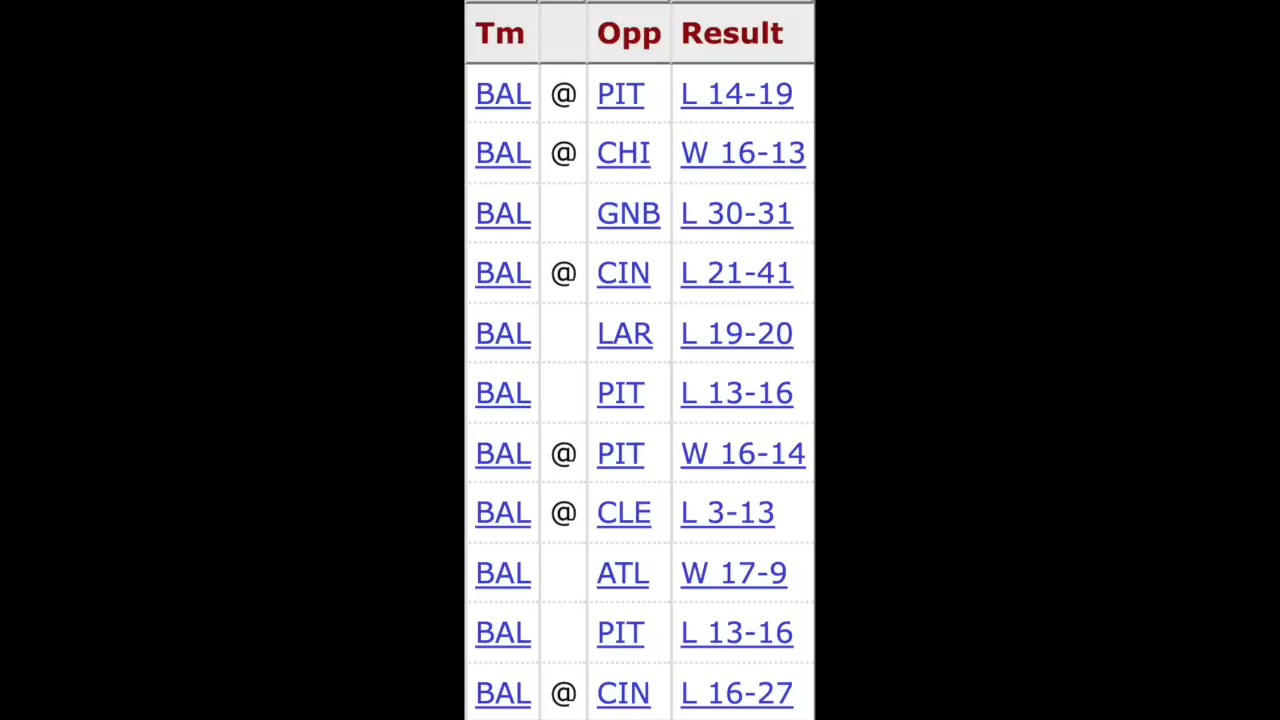 Tm Opp Result
BAL @ PIT L 14-19
BAL @ CHI W 16-13
BAL GNB L 30-31
BAL @ CIN L 21-41
BAL LAR L 19-20
BAL PIT L 13-16
BAL @ PIT W 16-14
BAL @ CLE L 3-13
BAL ATL W 17-9
BAL PIT L 13-16
BAL @ CIN L 16-27